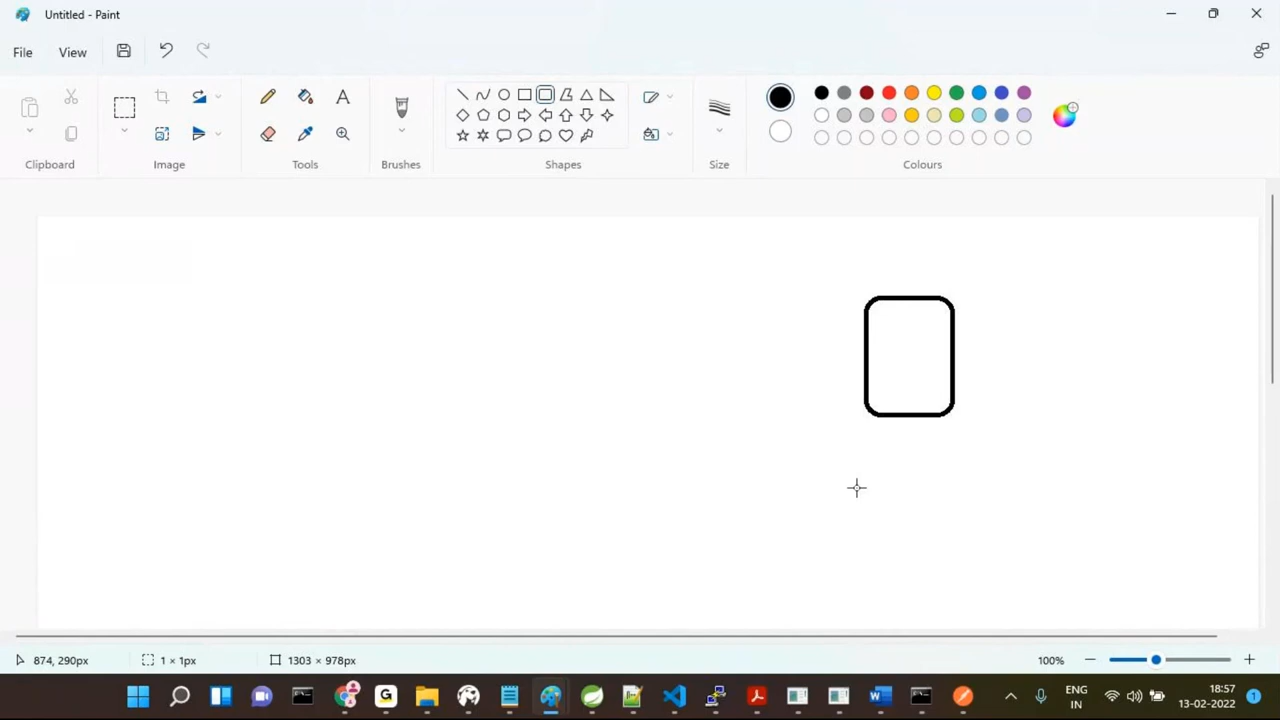 Untitled - Paint
File View
Clipboard
Image
Tools
Brushes
Shapes
Size
Colours
874, 290px
1 × 1px
1303 × 978px
100%
ENG
IN
18:57
13-02-2022
1